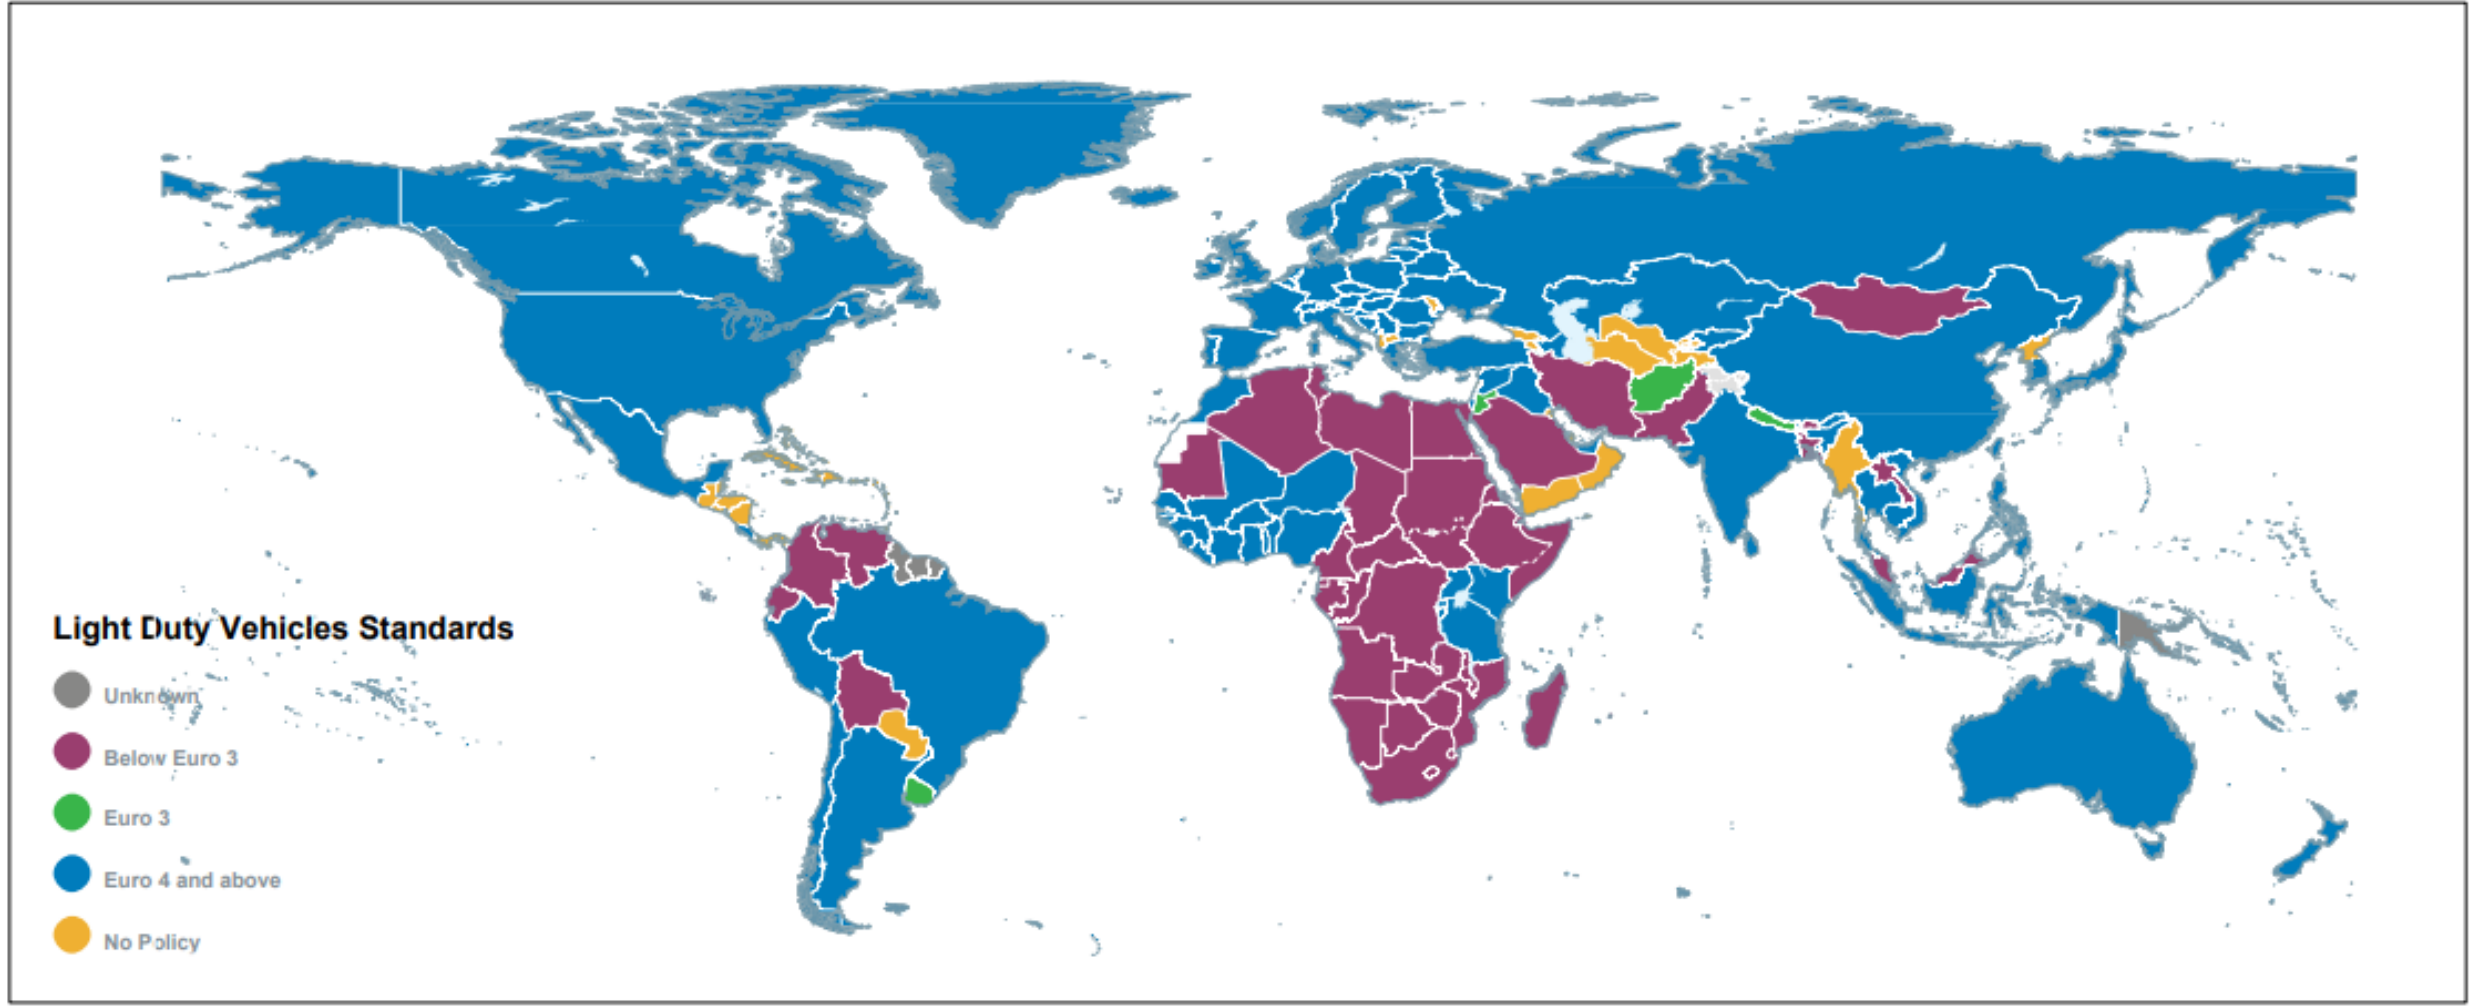 Light Duty Vehicles Standards
Unknown
Below Euro 3
Euro 3
Euro 4 and above
No Policy